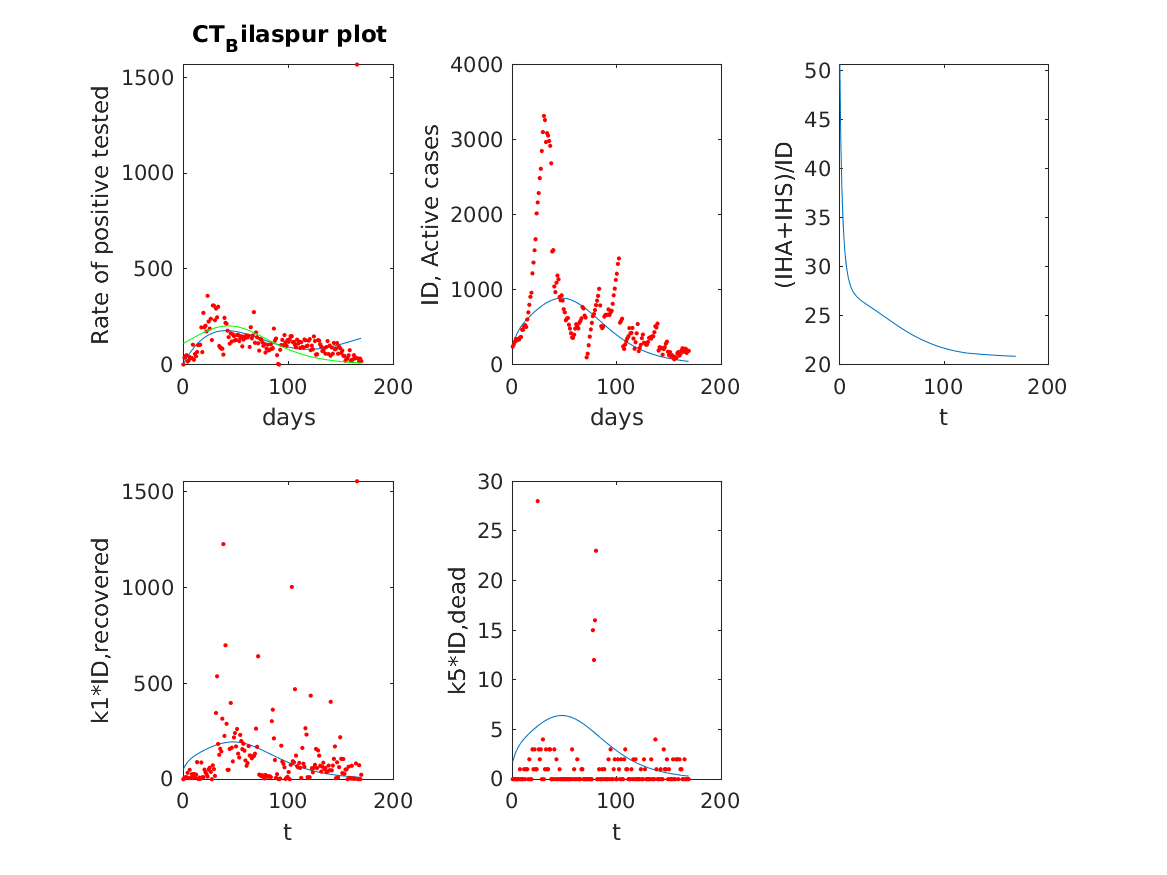 CT_Bilaspur plot
Rate of positive tested
1500
1000
500
0
0 100 200
days
ID, Active cases
4000
3000
2000
1000
0
0 100 200
days
(IHA+IHS)/ID
50
45
40
35
30
25
20
0 100 200
t
k1*ID,recovered
1500
1000
500
0
0 100 200
t
k5*ID,dead
30
25
20
15
10
5
0
0 100 200
t